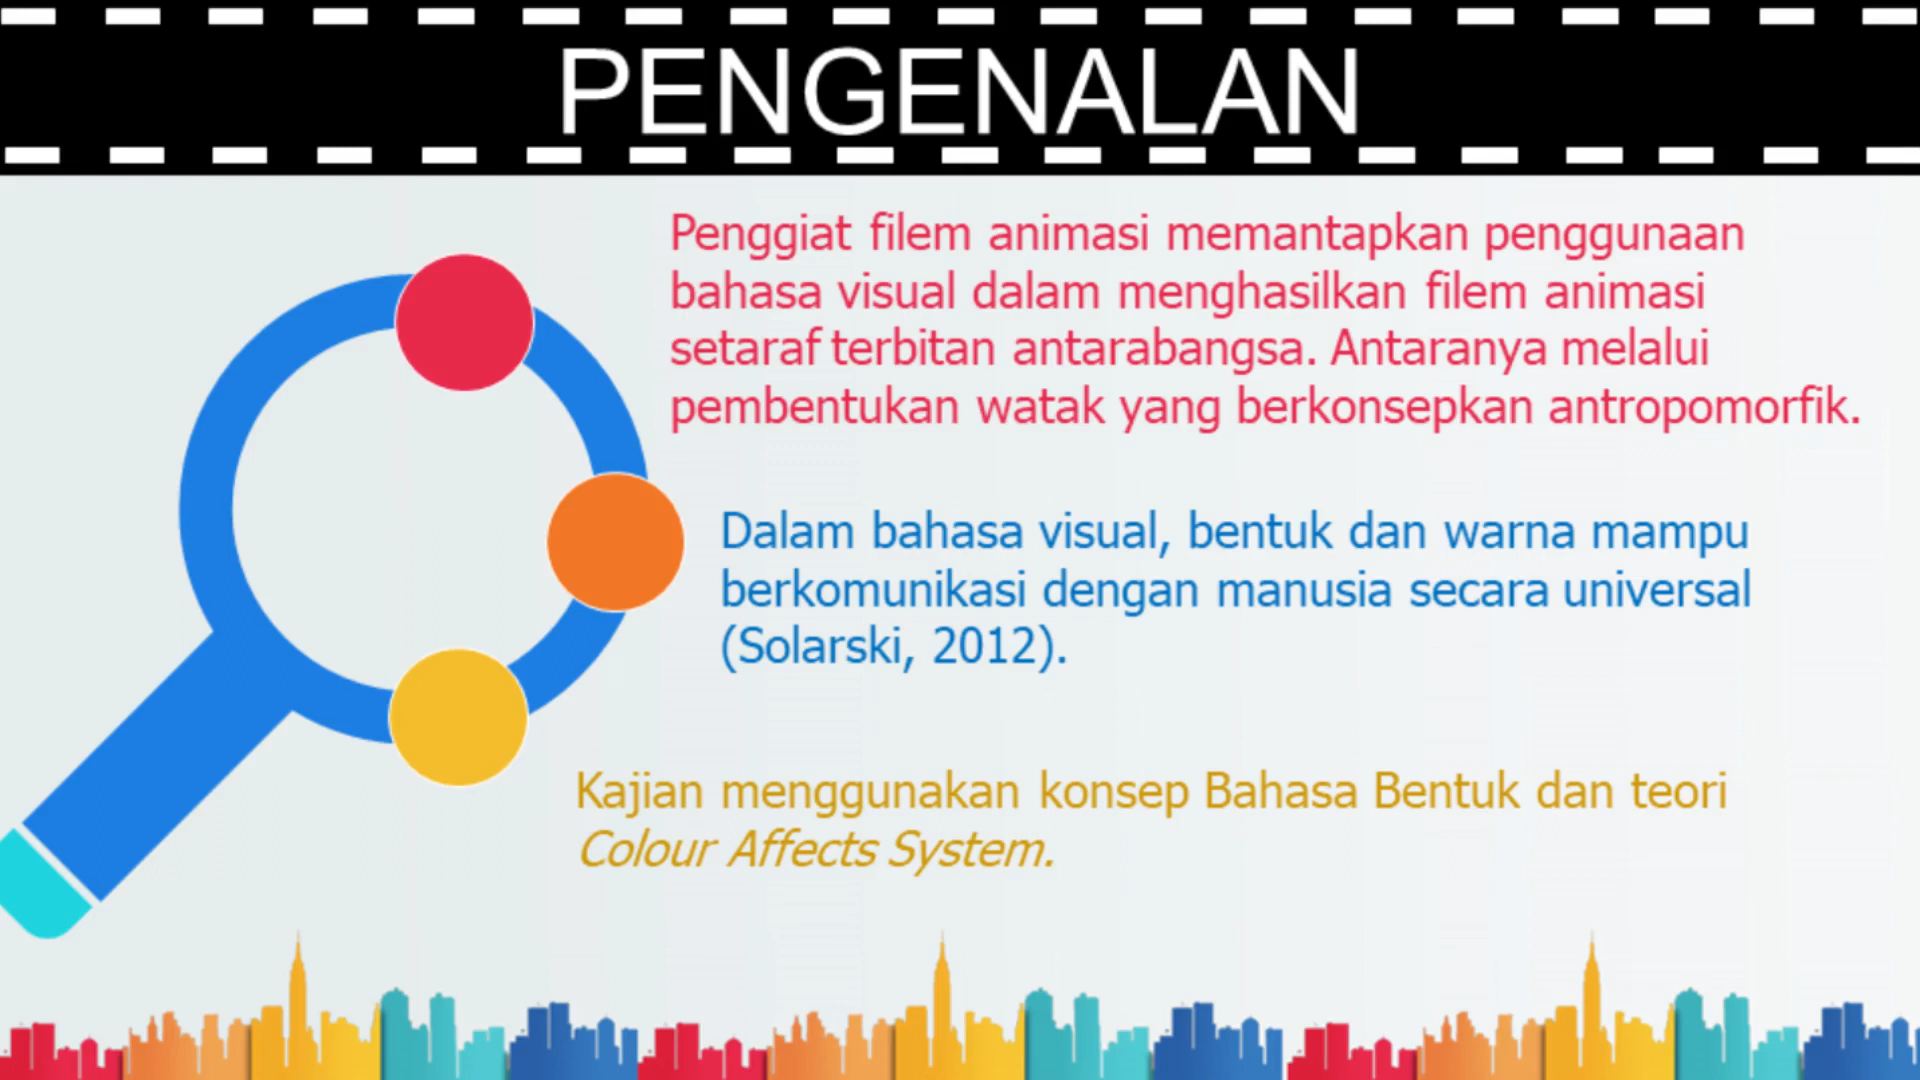 PENGENALAN
Penggiat filem animasi memantapkan penggunaan
bahasa visual dalam menghasilkan filem animasi
setaraf terbitan antarabangsa. Antaranya melalui
pembentukan watak yang berkonsepkan antropomorfik.
Dalam bahasa visual, bentuk dan warna mampu
berkomunikasi dengan manusia secara universal
(Solarski, 2012).
Kajian menggunakan konsep Bahasa Bentuk dan teori
Colour Affects System.